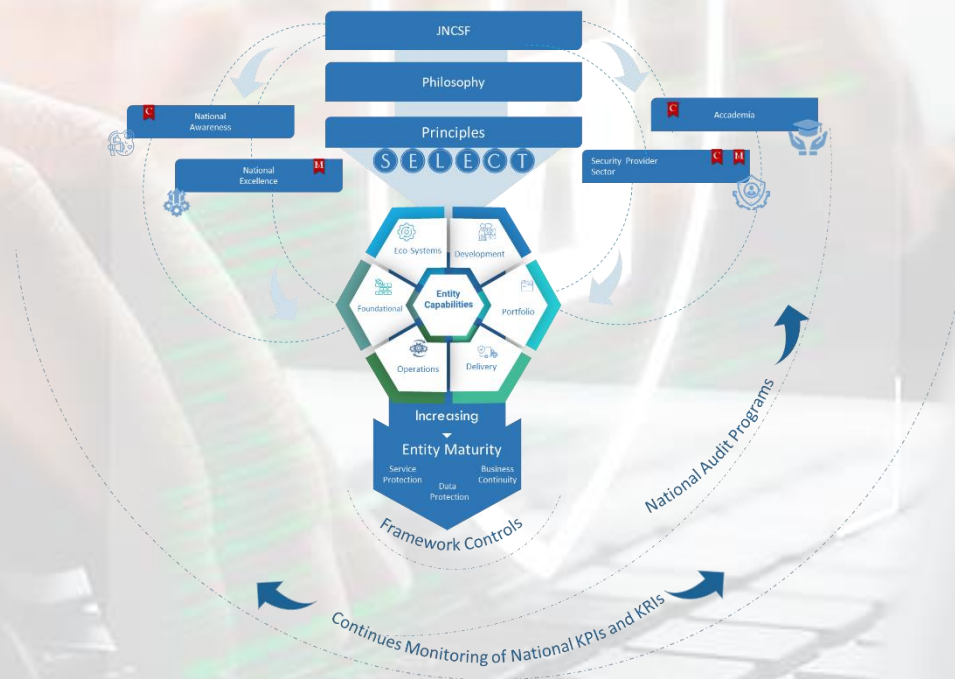 JNCSF
Philosophy
Principles
S E L E C T
C
National
Awareness
National
Excellence
M
C
Accademia
Security Provider
Sector
C M
Eco-Systems
Development
Foundational
Entity
Capabilities
Portfolio
Operations
Delivery
Increasing
Entity Maturity
Service
Protection
Data
Protection
Business
Continuity
Framework Controls
National Audit Programs
Continues Monitoring of National KPIs and KRIs